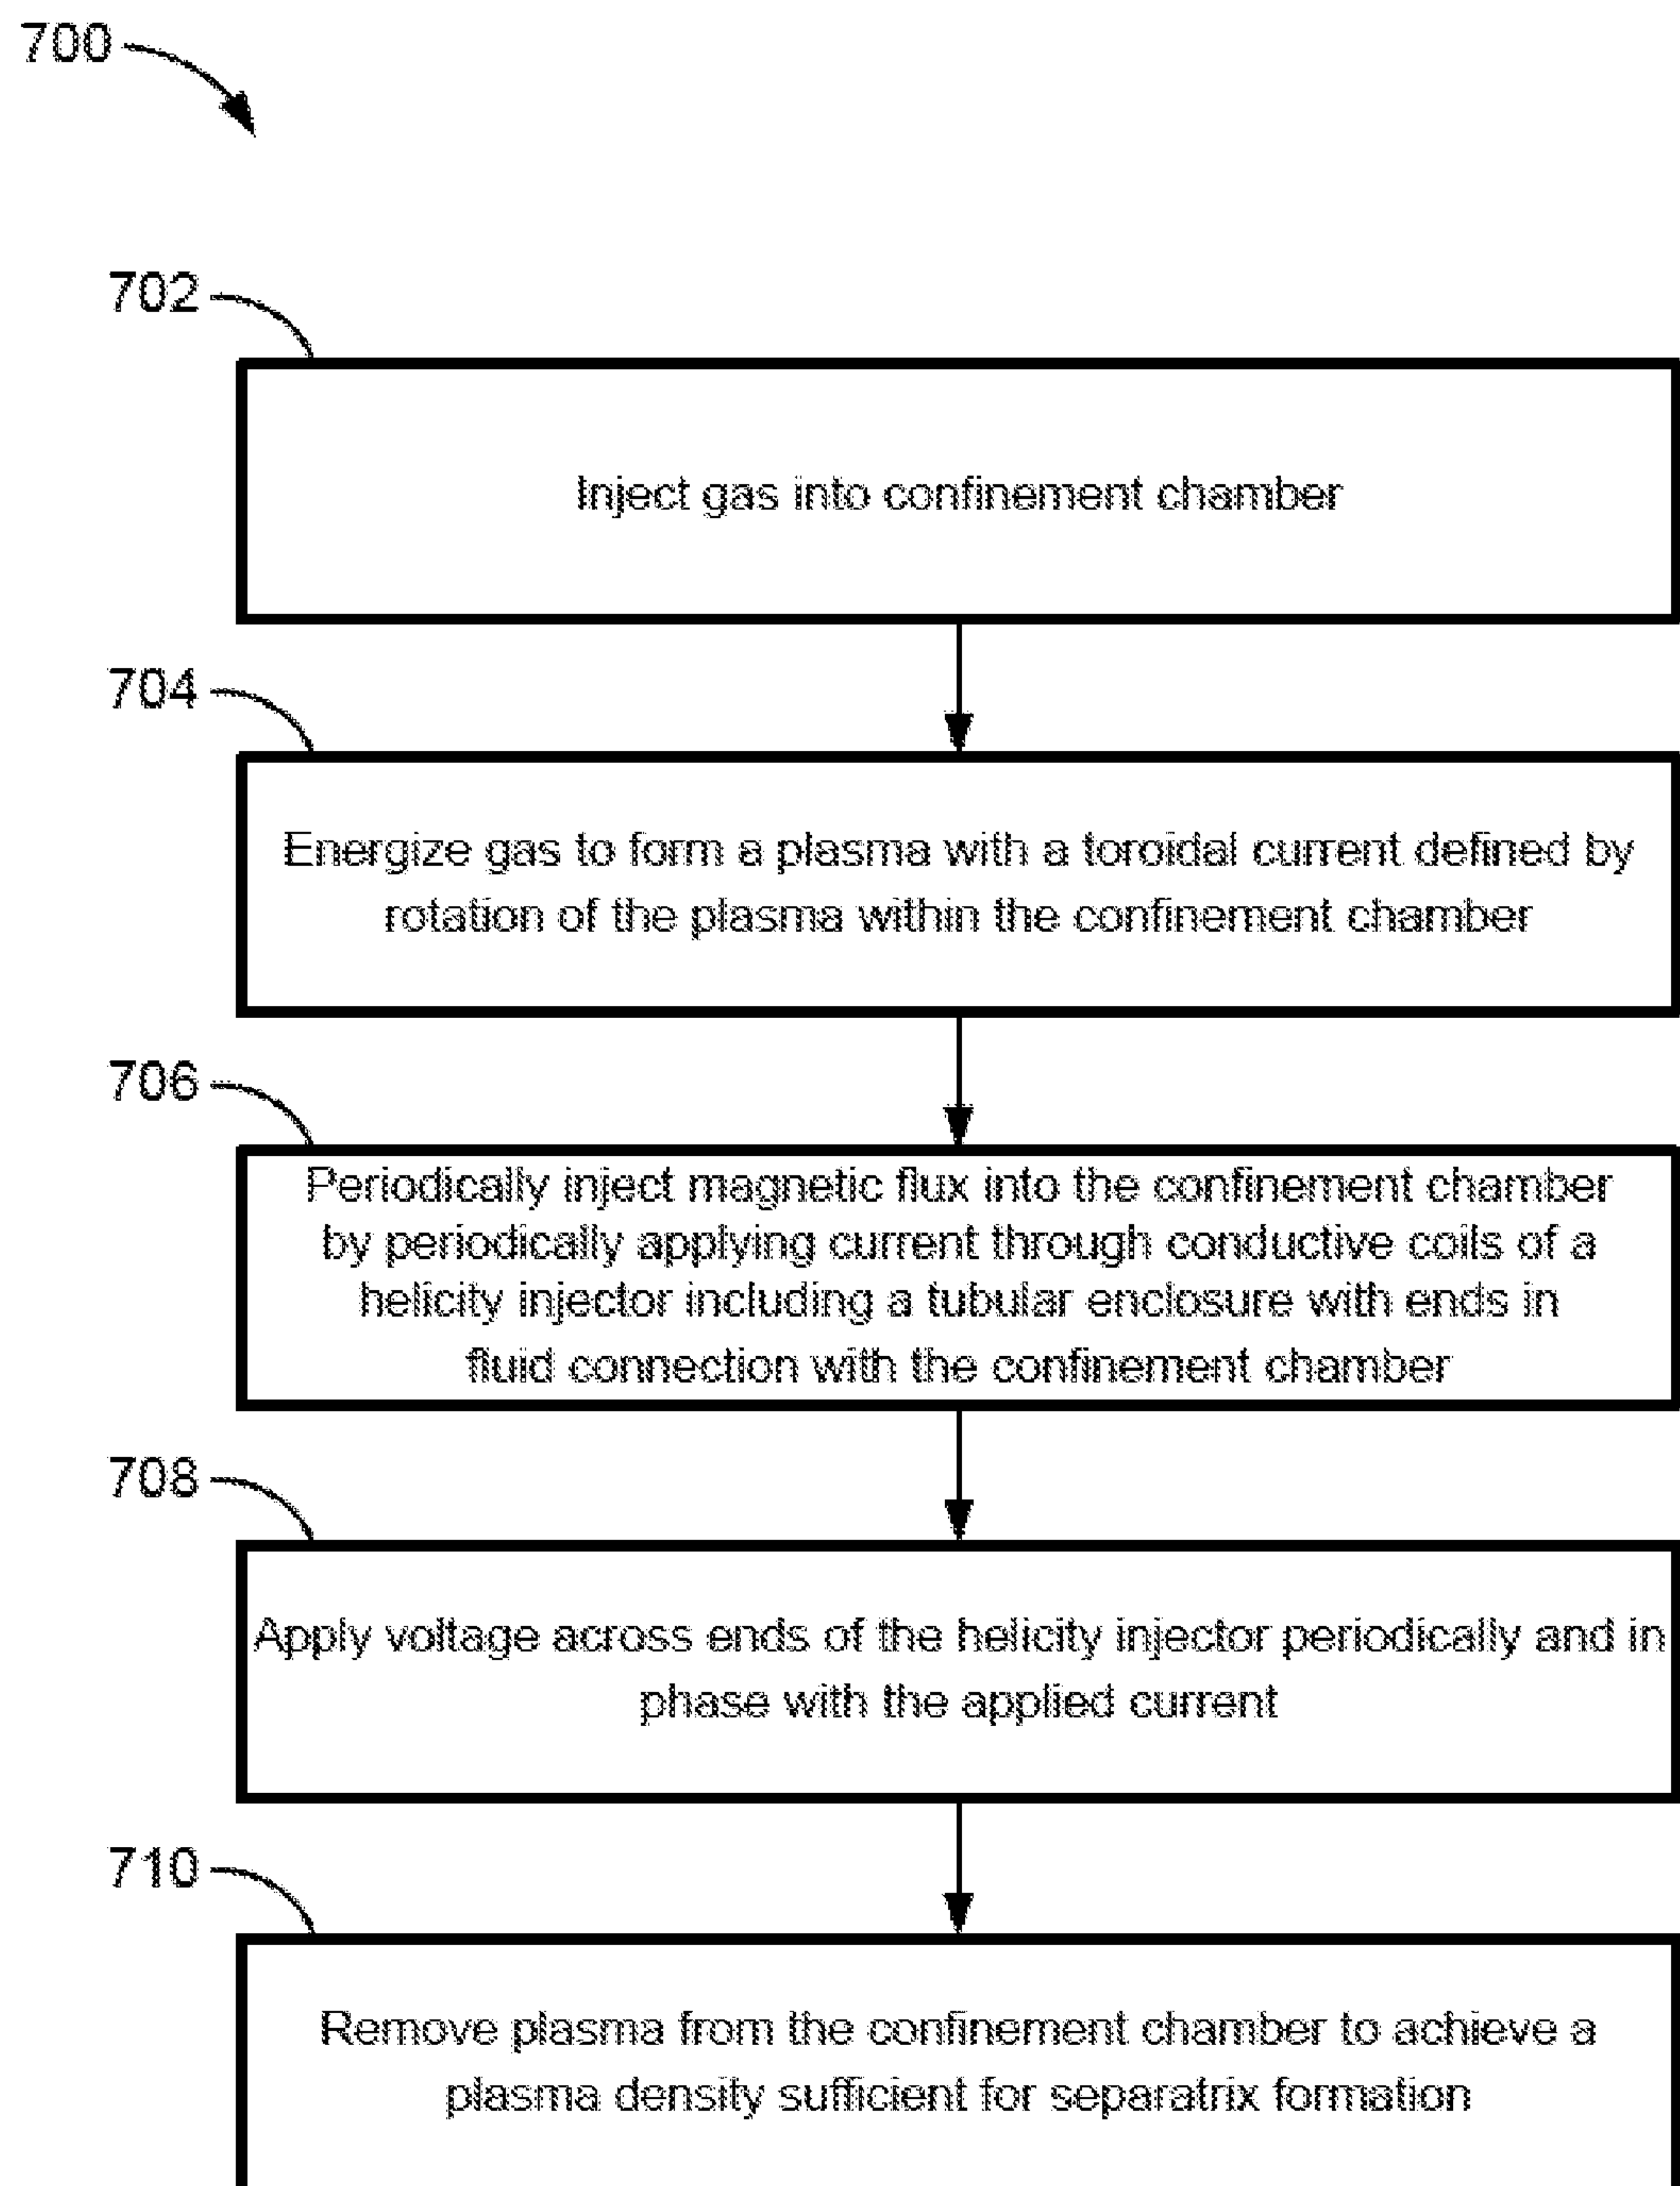 700
702
Inject gas into confinement chamber
704
Energize gas to form a plasma with a toroidal current defined by
rotation of the plasma within the confinement chamber
706
Periodically inject magnetic flux into the confinement chamber
by periodically applying current through conductive coils of a
helicity injector including a tubular enclosure with ends in
fluid connection with the confinement chamber
708
Apply voltage across ends of the helicity injector periodically and in
phase with the applied current
710
Remove plasma from the confinement chamber to achieve a
plasma density sufficient for separatrix formation